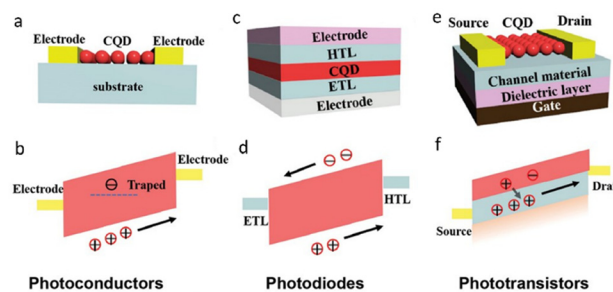 a
Electrode CQD Electrode
substrate
c
Electrode
HTL
CQD
ETL
Electrode
e
Source CQD Drain
Channel material
Dielectric layer
Gate
b
Electrode
Traped
Electrode
d
ETL
HTL
f
Drai
Source
Photoconductors Photodiodes Phototransistors